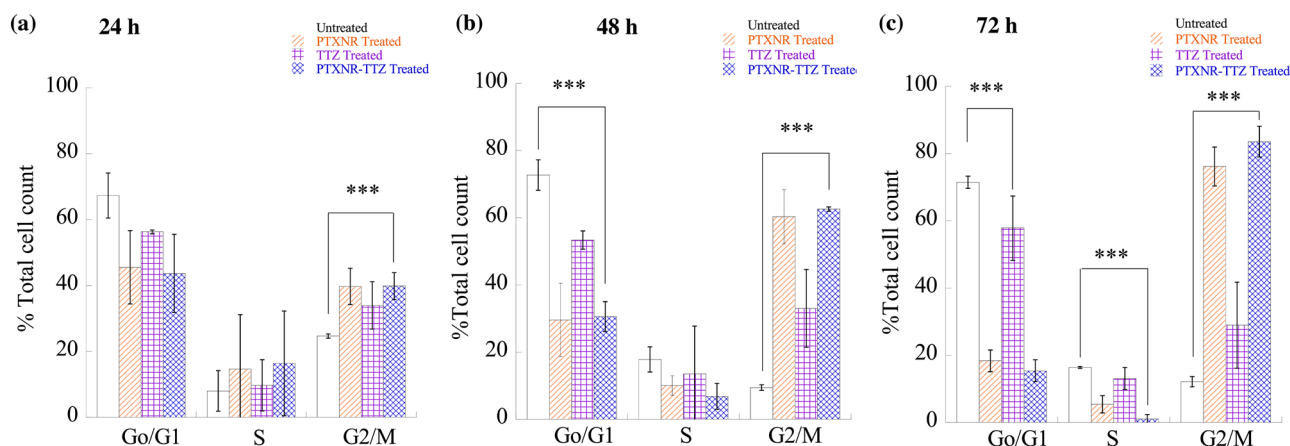 (a)
24 h
Untreated
PTXNR Treated
TTZ Treated
PTXNR-TTZ Treated
% Total cell count
100
80
60
40
20
0
***
Go/G1
S
G2/M
(b)
48 h
Untreated
PTXNR Treated
TTZ Treated
PTXNR-TTZ Treated
%Total cell count
100
80
60
40
20
0
***
***
Go/G1
S
G2/M
(c)
72 h
Untreated
PTXNR Treated
TTZ Treated
PTXNR-TTZ Treated
%Total cell count
100
80
60
40
20
0
***
***
***
Go/G1
S
G2/M